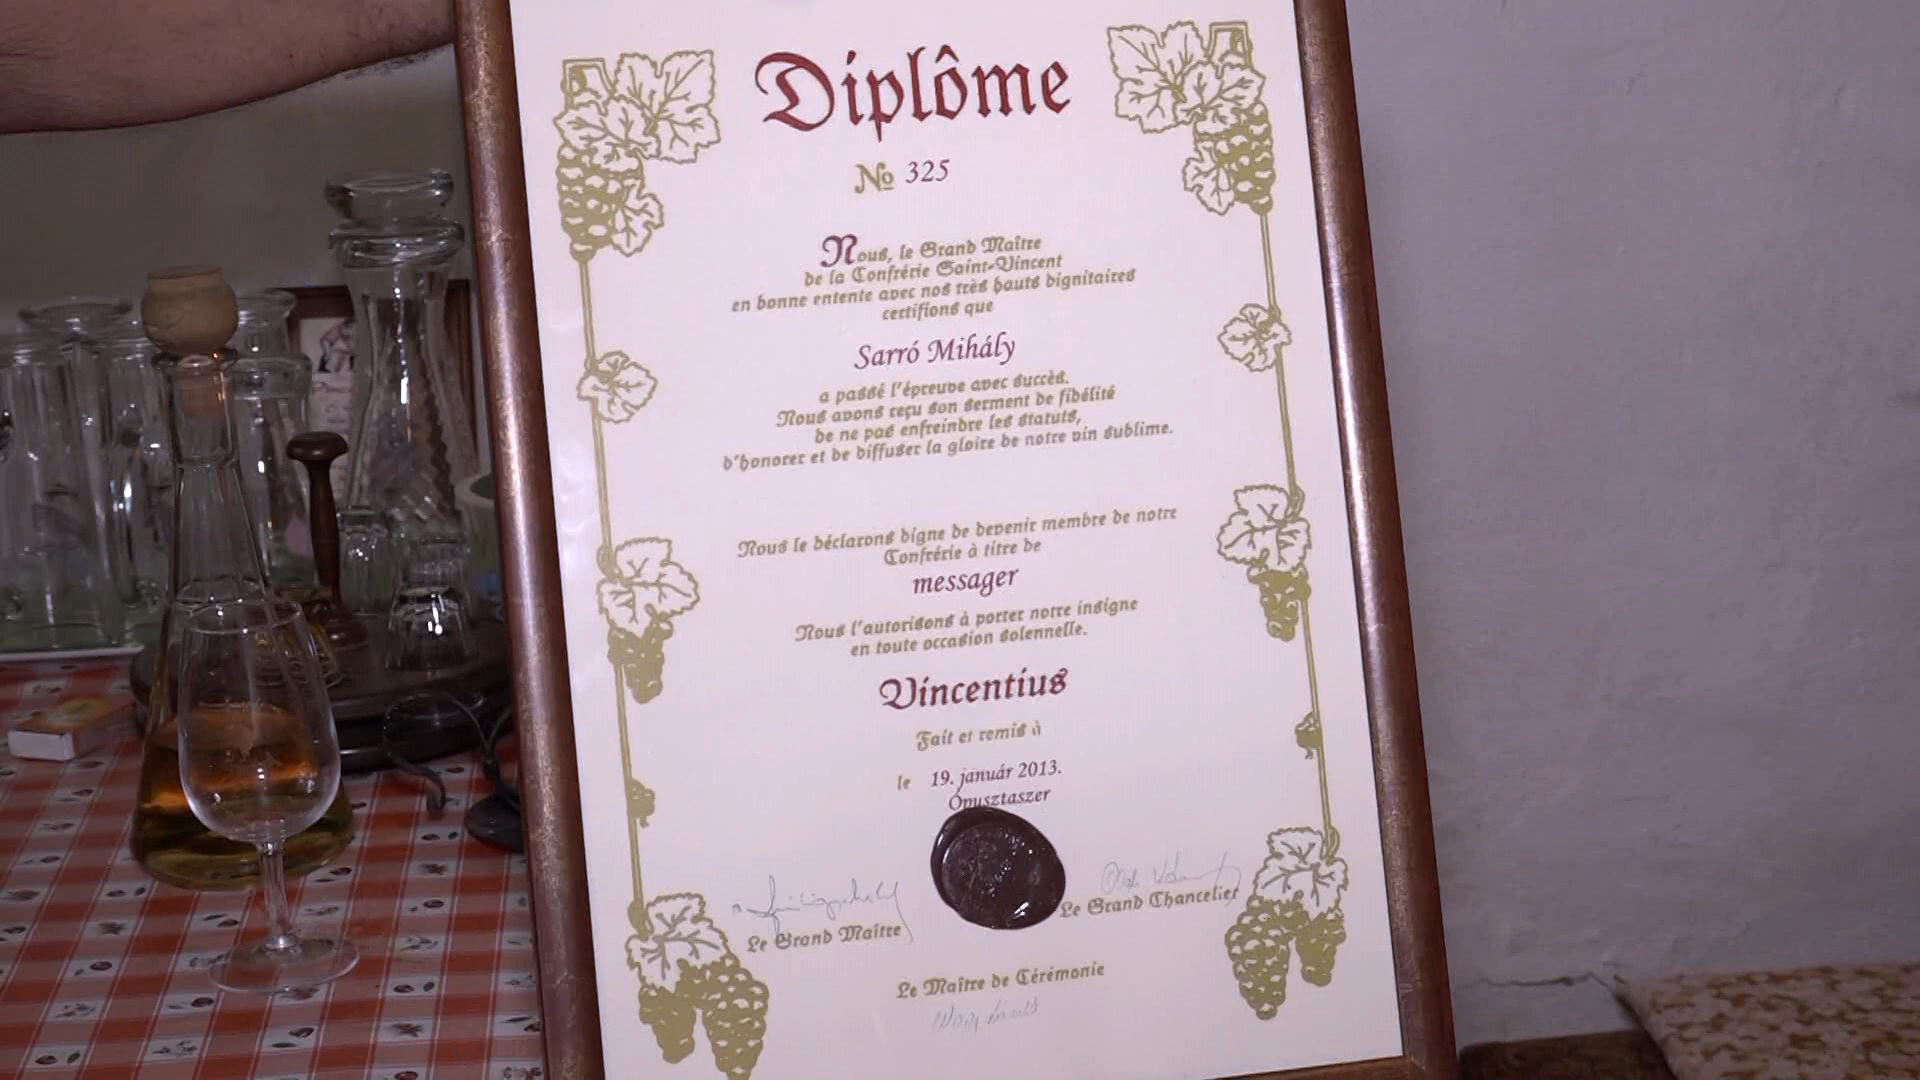 Diplôme
No 325
Nous, le Grand Maître
de la Confrérie Saint-Vincent
en bonne entente avec nos très hauts dignitaires
certifions que
Sarró Mihály
a passé l'épreuve avec succès.
Nous avons reçu son serment de fidélité
de ne pas enfreindre les statuts,
d'honorer et de diffuser la gloire de notre vin sublime.
Nous le déclarons digne de devenir membre de notre
Confrérie à titre de
messager
Nous l'autorisons à porter notre insigne
en toute occasion solennelle.
Vincentius
Fait et remis à
le 19. január 2013.
Ópusztaszer
Le Grand Maître
Le Grand Chancelier
Le Maître de Cérémonie